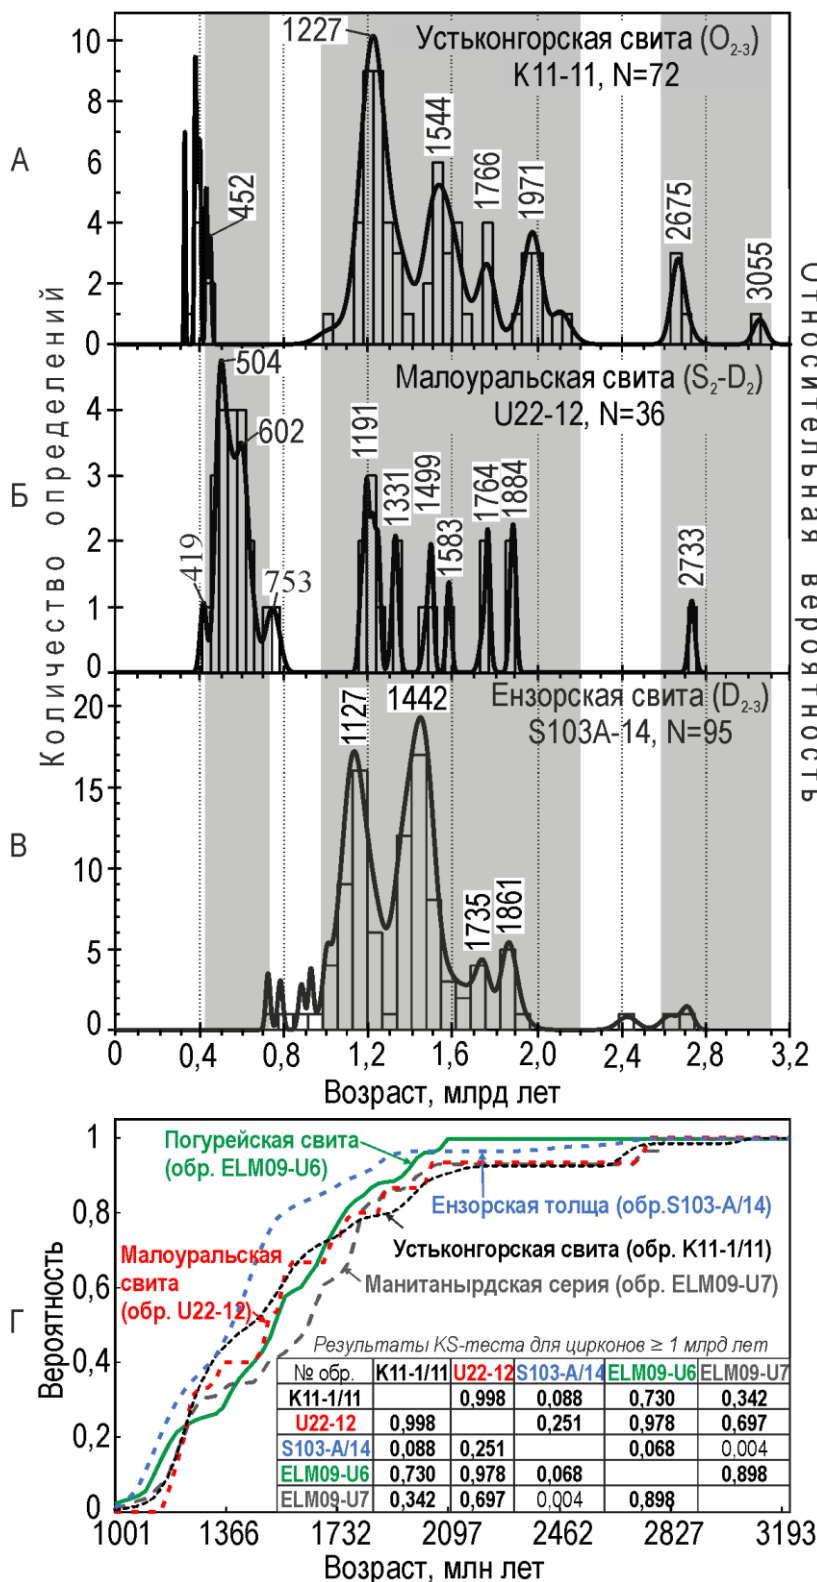 Количество определений
Относительная вероятность
А
10
8
6
4
2
0
1227
Устьконгорская свита (O2-3)
K11-11, N=72
452
1544
1766
1971
2675
3055
Б
4
3
2
1
0
504
602
419
753
Малоуральская свита (S2-D2)
U22-12, N=36
1191
1331
1499
1583
1764
1884
2733
В
20
15
10
5
0
1127
1442
Ензорская свита (D2-3)
S103A-14, N=95
1735
1861
0 0,4 0,8 1,2 1,6 2,0 2,4 2,8 3,2
Возраст, млрд лет
Г
Вероятность
1
0,8
0,6
0,4
0,2
0
Погурейская свита
(обр. ELM09-U6)
Ензорская толща (обр.S103-A/14)
Малоуральская
свита
(обр. U22-12)
Устьконгорская свита (обр. K11-1/11)
Манитанырдская серия (обр. ELM09-U7)
Результаты KS-теста для цирконов ≥ 1 млрд лет
№ обр. K11-1/11 U22-12 S103-A/14 ELM09-U6 ELM09-U7
K11-1/11 0,998 0,088 0,730 0,342
U22-12 0,998 0,251 0,978 0,697
S103-A/14 0,088 0,251 0,068 0,004
ELM09-U6 0,730 0,978 0,068 0,898
ELM09-U7 0,342 0,697 0,004 0,898
1001 1366 1732 2097 2462 2827 3193
Возраст, млн лет